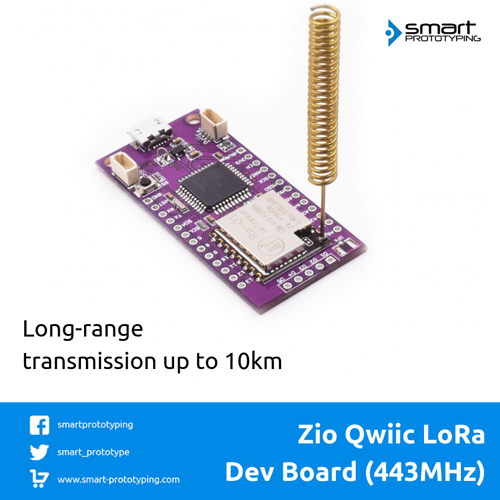 smart
PROTOTYPING
Long-range
transmission up to 10km
smartprototyping
smart_prototype
www.smart-prototyping.com
Zio Qwiic LoRa
Dev Board (443MHz)